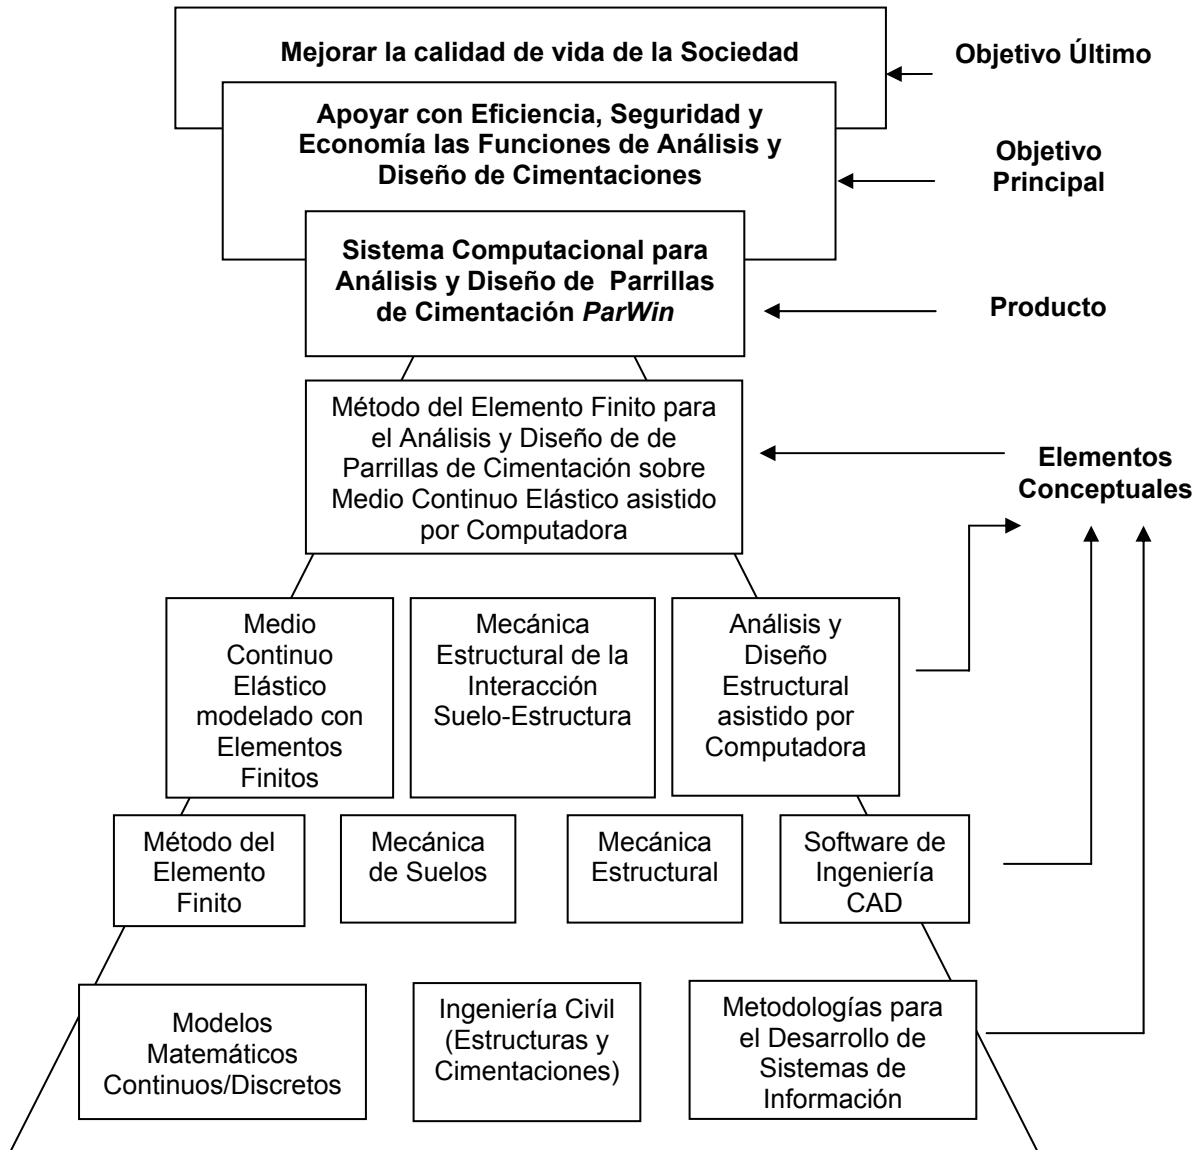 Mejorar la calidad de vida de la Sociedad
Objetivo Último
Apoyar con Eficiencia, Seguridad y
Economía las Funciones de Análisis y
Diseño de Cimentaciones
Objetivo
Principal
Sistema Computacional para
Análisis y Diseño de Parrillas
de Cimentación ParWin
Producto
Método del Elemento Finito para
el Análisis y Diseño de de
Parrillas de Cimentación sobre
Medio Continuo Elástico asistido
por Computadora
Elementos
Conceptuales
Medio
Continuo
Elástico
modelado con
Elementos
Finitos
Mecánica
Estructural de la
Interacción
Suelo-Estructura
Análisis y
Diseño
Estructural
asistido por
Computadora
Método del
Elemento
Finito
Mecánica
de Suelos
Mecánica
Estructural
Software de
Ingeniería
CAD
Modelos
Matemáticos
Continuos/Discretos
Ingeniería Civil
(Estructuras y
Cimentaciones)
Metodologías para
el Desarrollo de
Sistemas de
Información